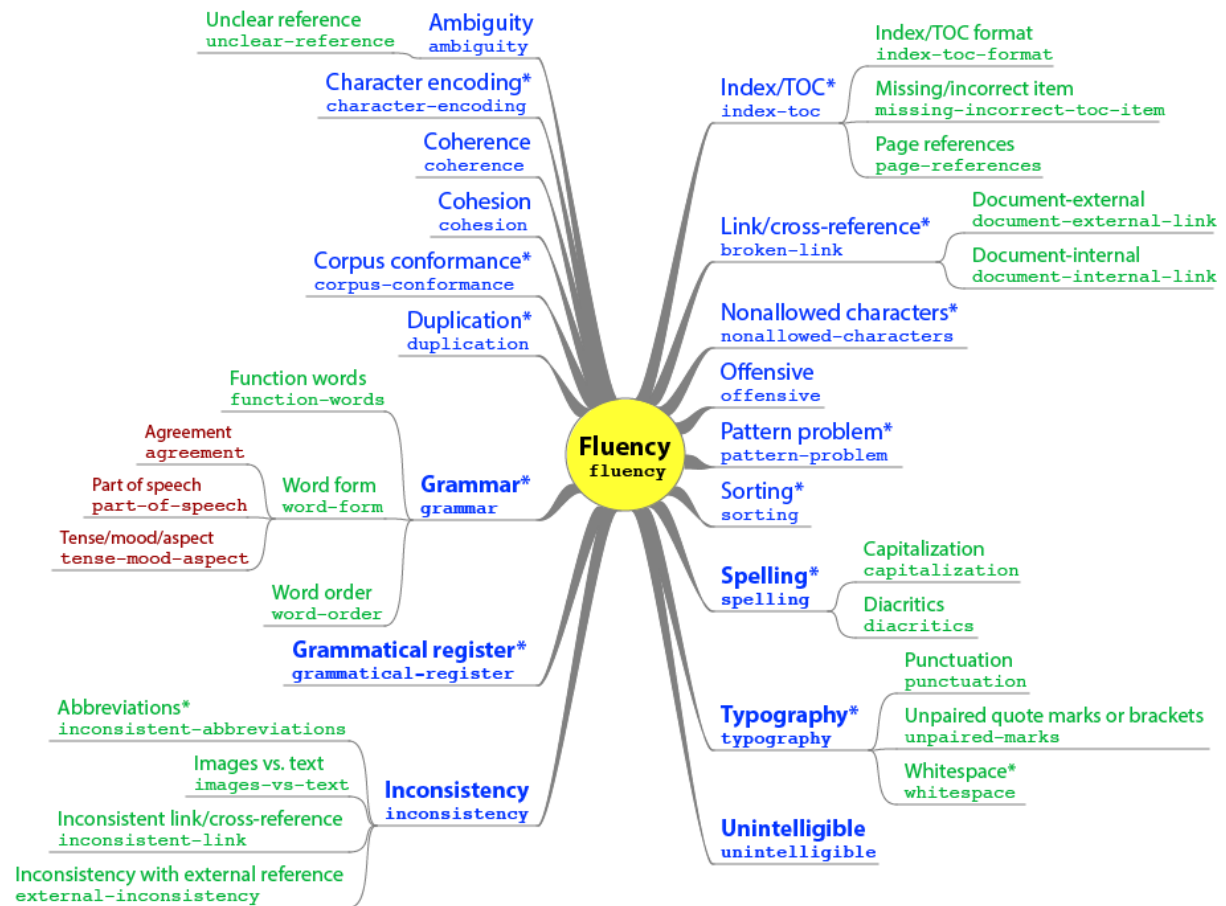 Unclear reference
unclear-reference
Ambiguity
ambiguity
Character encoding*
character-encoding
Coherence
coherence
Cohesion
cohesion
Corpus conformance*
corpus-conformance
Duplication*
duplication
Function words
function-words
Agreement
agreement
Part of speech
part-of-speech
Tense/mood/aspect
tense-mood-aspect
Word form
word-form
Word order
word-order
Grammar*
grammar
Grammatical register*
grammatical-register
Abbreviations*
inconsistent-abbreviations
Images vs. text
images-vs-text
Inconsistent link/cross-reference
inconsistent-link
Inconsistency with external reference
external-inconsistency
Inconsistency
inconsistency
Fluency
fluency
Index/TOC*
index-toc
Index/TOC format
index-toc-format
Missing/incorrect item
missing-incorrect-toc-item
Page references
page-references
Link/cross-reference*
broken-link
Document-external
document-external-link
Document-internal
document-internal-link
Nonallowed characters*
nonallowed-characters
Offensive
offensive
Pattern problem*
pattern-problem
Sorting*
sorting
Spelling*
spelling
Capitalization
capitalization
Diacritics
diacritics
Typography*
typography
Punctuation
punctuation
Unpaired quote marks or brackets
unpaired-marks
Whitespace*
whitespace
Unintelligible
unintelligible